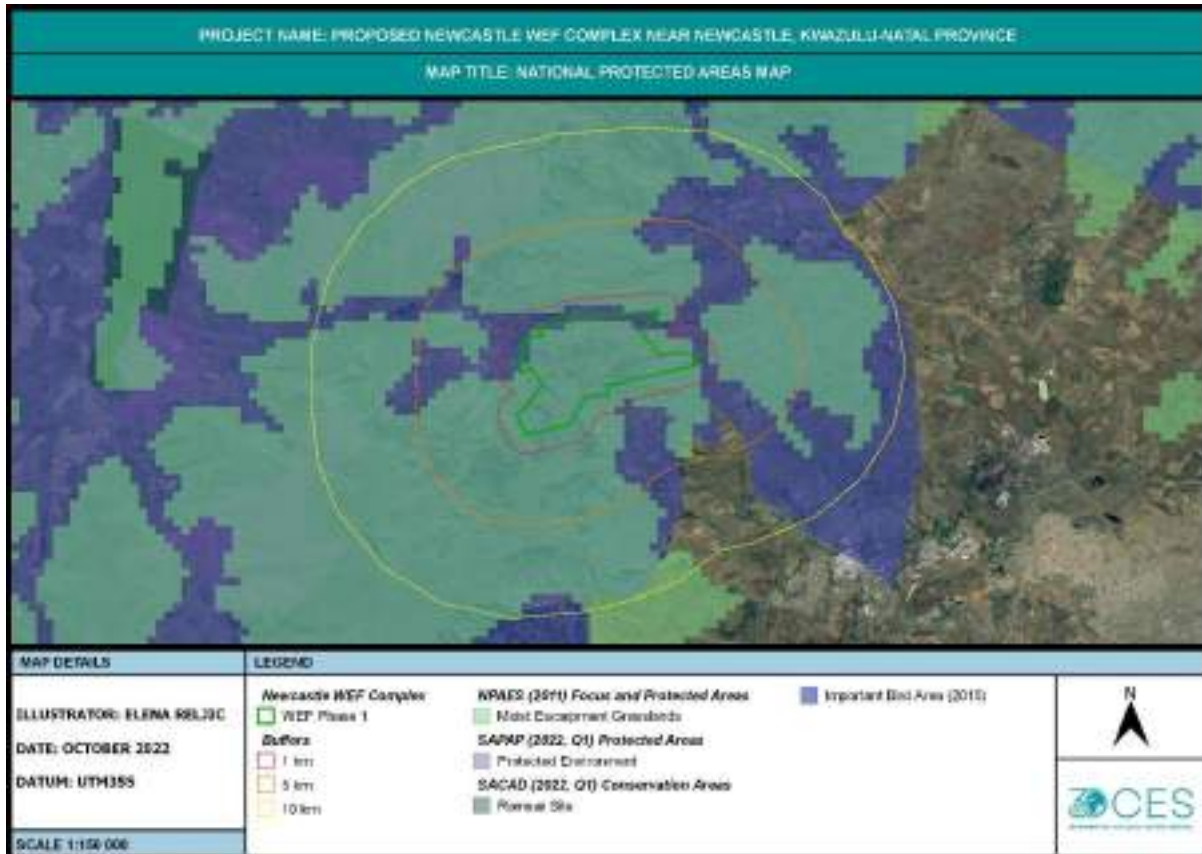 PROJECT NAME: PROPOSED NEWCASTLE WEF COMPLEX NEAR NEWCASTLE, KWAZULU-NATAL PROVINCE
MAP TITLE: NATIONAL PROTECTED AREAS MAP
MAP DETAILS
ILLUSTRATOR: ELENA RELJIC
DATE: OCTOBER 2022
DATUM: UTM35S
SCALE 1:150 000
LEGEND
Newcastle WEF Complex
WEF Phase 1
Buffers
1 km
5 km
10 km
NPAES (2011) Focus and Protected Areas
Moist Escarpment Grasslands
SAPAP (2022, Q1) Protected Areas
Protected Environment
SACAD (2022, Q1) Conservation Areas
Ramsar Site
Important Bird Area (2015)
N
CES